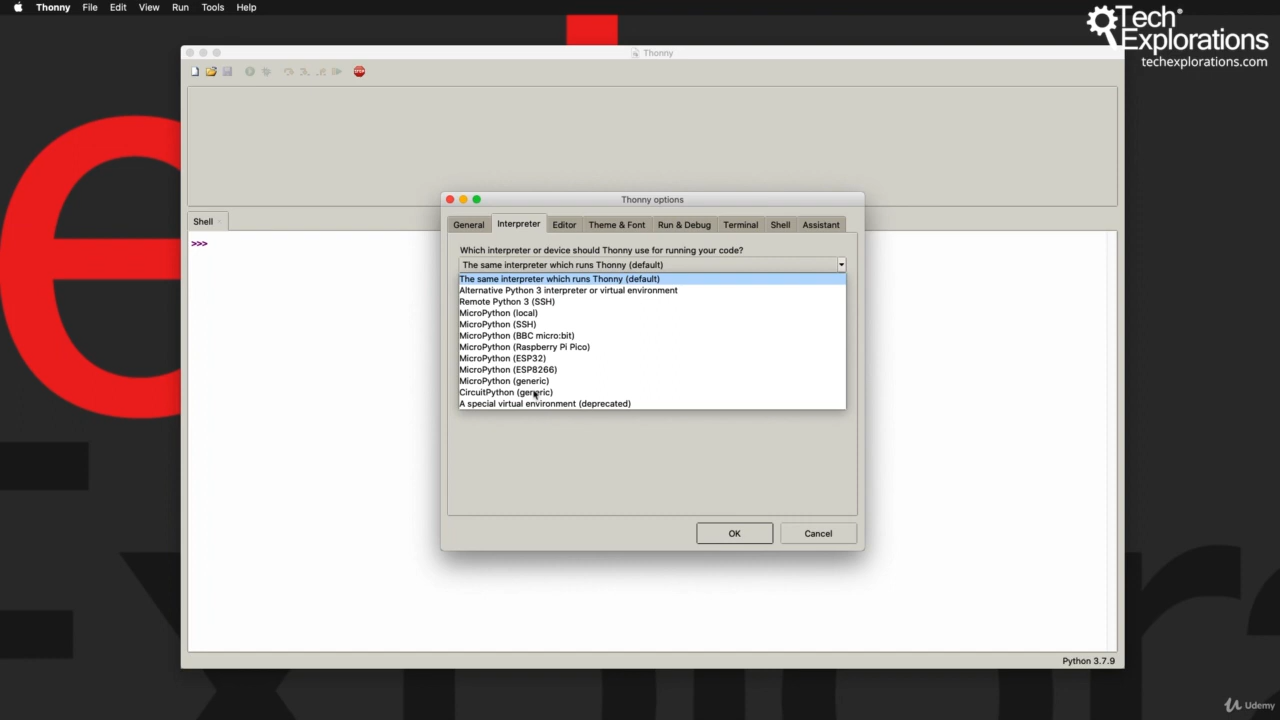 Thonny File Edit View Run Tools Help
Tech
Explorations
techexplorations.com
Thonny
Thonny options
General Interpreter Editor Theme & Font Run & Debug Terminal Shell Assistant
Shell
>>>
Which interpreter or device should Thonny use for running your code?
The same interpreter which runs Thonny (default)
The same interpreter which runs Thonny (default)
Alternative Python 3 interpreter or virtual environment
Remote Python 3 (SSH)
MicroPython (local)
MicroPython (SSH)
MicroPython (BBC micro:bit)
MicroPython (Raspberry Pi Pico)
MicroPython (ESP32)
MicroPython (ESP8266)
MicroPython (generic)
CircuitPython (generic)
A special virtual environment (deprecated)
OK Cancel
Python 3.7.9
Udemy